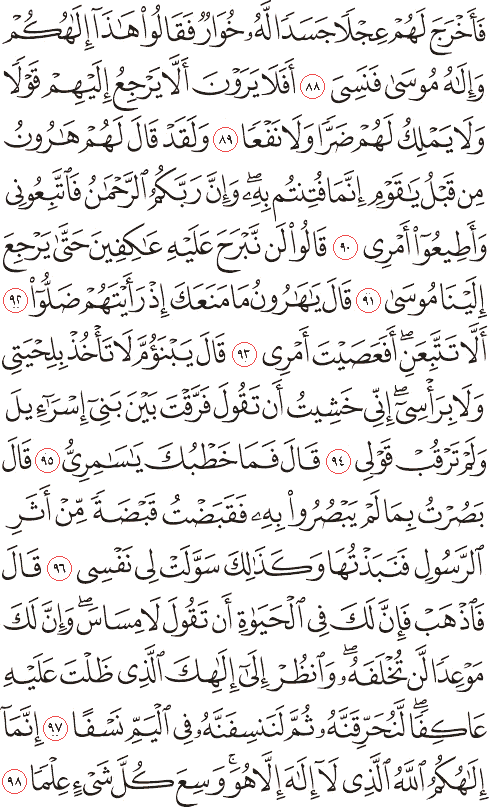 فَأَخْرَجَ لَهُمْ عِجْلًا جَسَدًا لَّهُۥ خُوَارٌ فَقَالُوا۟ هَـٰذَآ إِلَـٰهُكُمْ
وَإِلَـٰهُ مُوسَىٰ فَنَسِىَ ٨٨ أَفَلَا يَرَوْنَ أَلَّا يَرْجِعُ إِلَيْهِمْ قَوْلًا
وَلَا يَمْلِكُ لَهُمْ ضَرًّا وَلَا نَفْعًا ٨٩ وَلَقَدْ قَالَ لَهُمْ هَـٰرُونُ
مِن قَبْلُ يَـٰقَوْمِ إِنَّمَا فُتِنتُم بِهِۦ ۖ وَإِنَّ رَبَّكُمُ ٱلرَّحْمَـٰنُ فَٱتَّبِعُونِى
وَأَطِيعُوٓا۟ أَمْرِى ٩٠ قَالُوا۟ لَن نَّبْرَحَ عَلَيْهِ عَـٰكِفِينَ حَتَّىٰ يَرْجِعَ
إِلَيْنَا مُوسَىٰ ٩١ قَالَ يَـٰهَـٰرُونُ مَا مَنَعَكَ إِذْ رَأَيْتَهُمْ ضَلُّوٓا۟ ٩٢
أَلَّا تَتَّبِعَنِ ۖ أَفَعَصَيْتَ أَمْرِى ٩٣ قَالَ يَبْنَؤُمَّ لَا تَأْخُذْ بِلِحْيَتِى
وَلَا بِرَأْسِىٓ ۖ إِنِّى خَشِيتُ أَن تَقُولَ فَرَّقْتَ بَيْنَ بَنِىٓ إِسْرَٰٓءِيلَ
وَلَمْ تَرْقُبْ قَوْلِى ٩٤ قَالَ فَمَا خَطْبُكَ يَـٰسَـٰمِرِىُّ ٩٥ قَالَ
بَصُرْتُ بِمَا لَمْ يَبْصُرُوا۟ بِهِۦ فَقَبَضْتُ قَبْضَةً مِّنْ أَثَرِ
ٱلرَّسُولِ فَنَبَذْتُهَا وَكَذَٰلِكَ سَوَّلَتْ لِى نَفْسِى ٩٦ قَالَ
فَٱذْهَبْ فَإِنَّ لَكَ فِى ٱلْحَيَوٰةِ أَن تَقُولَ لَا مِسَاسَ ۖ وَإِنَّ لَكَ
مَوْعِدًا لَّن تُخْلَفَهُۥ ۖ وَٱنظُرْ إِلَىٰٓ إِلَـٰهِكَ ٱلَّذِى ظَلْتَ عَلَيْهِ
عَاكِفًا ۖ لَّنُحَرِّقَنَّهُۥ ثُمَّ لَنَنسِفَنَّهُۥ فِى ٱلْيَمِّ نَسْفًا ٩٧ إِنَّمَآ
إِلَـٰهُكُمُ ٱللَّهُ ٱلَّذِى لَآ إِلَـٰهَ إِلَّا هُوَ ۚ وَسِعَ كُلَّ شَىْءٍ عِلْمًا ٩٨